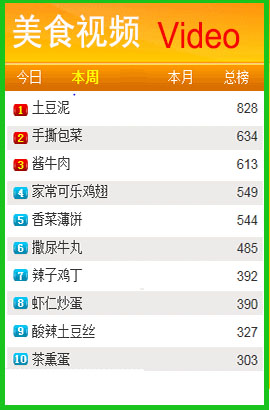 美食视频 Video
今日 本周 本月 总榜
1 土豆泥 828
2 手撕包菜 634
3 酱牛肉 613
4 家常可乐鸡翅 549
5 香菜薄饼 544
6 撒尿牛丸 485
7 辣子鸡丁 392
8 虾仁炒蛋 390
9 酸辣土豆丝 327
10 茶熏蛋 303